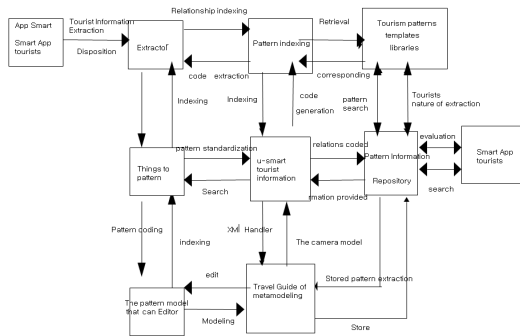 Relationship indexing
App Smart
Tourist Information
Extraction
Retrieval
Smart App
tourists
Disposition
Extractor
Pattern indexing
Tourism patterns
templates
libraries
code extraction
corresponding
Indexing
Indexing
code
generation
pattern
search
Tourists
nature of extraction
pattern standardization
relations coded
evaluation
Things to
pattern
u-smart
tourist
information
Pattern Information
Repository
Smart App
tourists
Search
rmation provided
search
Pattern coding
indexing
XMl Handler
The camera model
edit
Stored pattern extraction
The pattern model
that can Editor
Travel Guide of
metamodeling
Modeling
Store